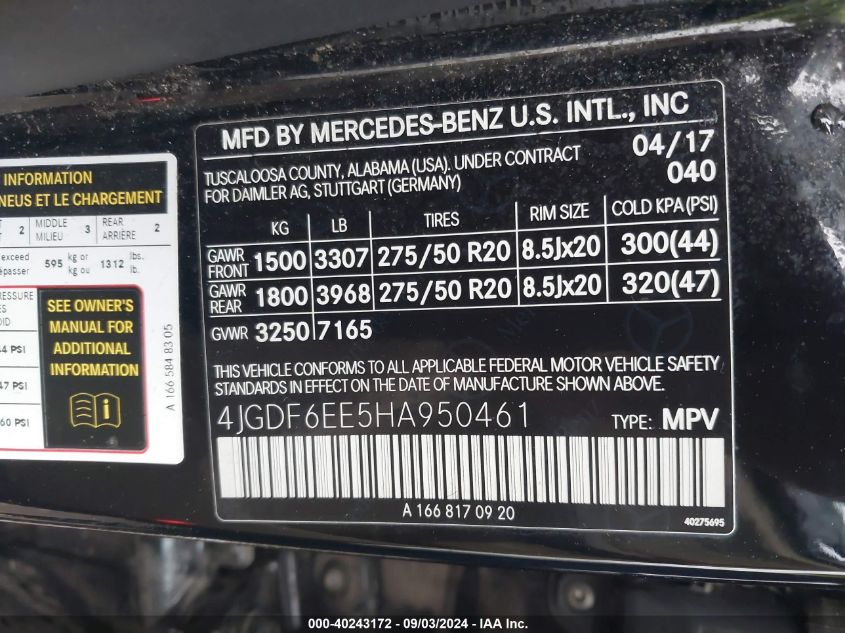 MFD BY MERCEDES-BENZ U.S. INTL., INC
TUSCALOOSA COUNTY, ALABAMA (USA). UNDER CONTRACT
FOR DAIMLER AG, STUTTGART (GERMANY)
04/17
040
KG LB TIRES RIM SIZE COLD KPA(PSI)
GAWR FRONT 1500 3307 275/50 R20 8.5Jx20 300(44)
GAWR REAR 1800 3968 275/50 R20 8.5Jx20 320(47)
GVWR 3250 7165
THIS VEHICLE CONFORMS TO ALL APPLICABLE FEDERAL MOTOR VEHICLE SAFETY
STANDARDS IN EFFECT ON THE DATE OF MANUFACTURE SHOWN ABOVE.
4JGDF6EE5HA950461 TYPE: MPV
A 166 817 09 20
40275695
INFORMATION
NEUS ET LE CHARGEMENT
2 MIDDLE MILIEU 3 REAR ARRIÈRE 2
exceed
595 kg or kg ou 1312 lbs. lb.
SEE OWNER'S
MANUAL FOR
ADDITIONAL
INFORMATION
47 PSI
60 PSI
A 166 584 83 05
000-40243172 - 09/03/2024 - IAA Inc.